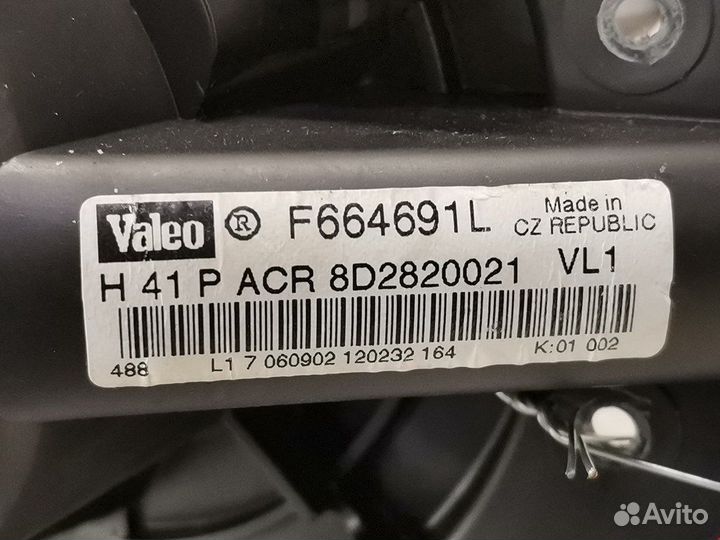 Valeo ® F664691L Made in
CZ REPUBLIC
H 41 P ACR 8D2820021 VL1
488 L1 7 060902 120232 164 K:01 002
Avito